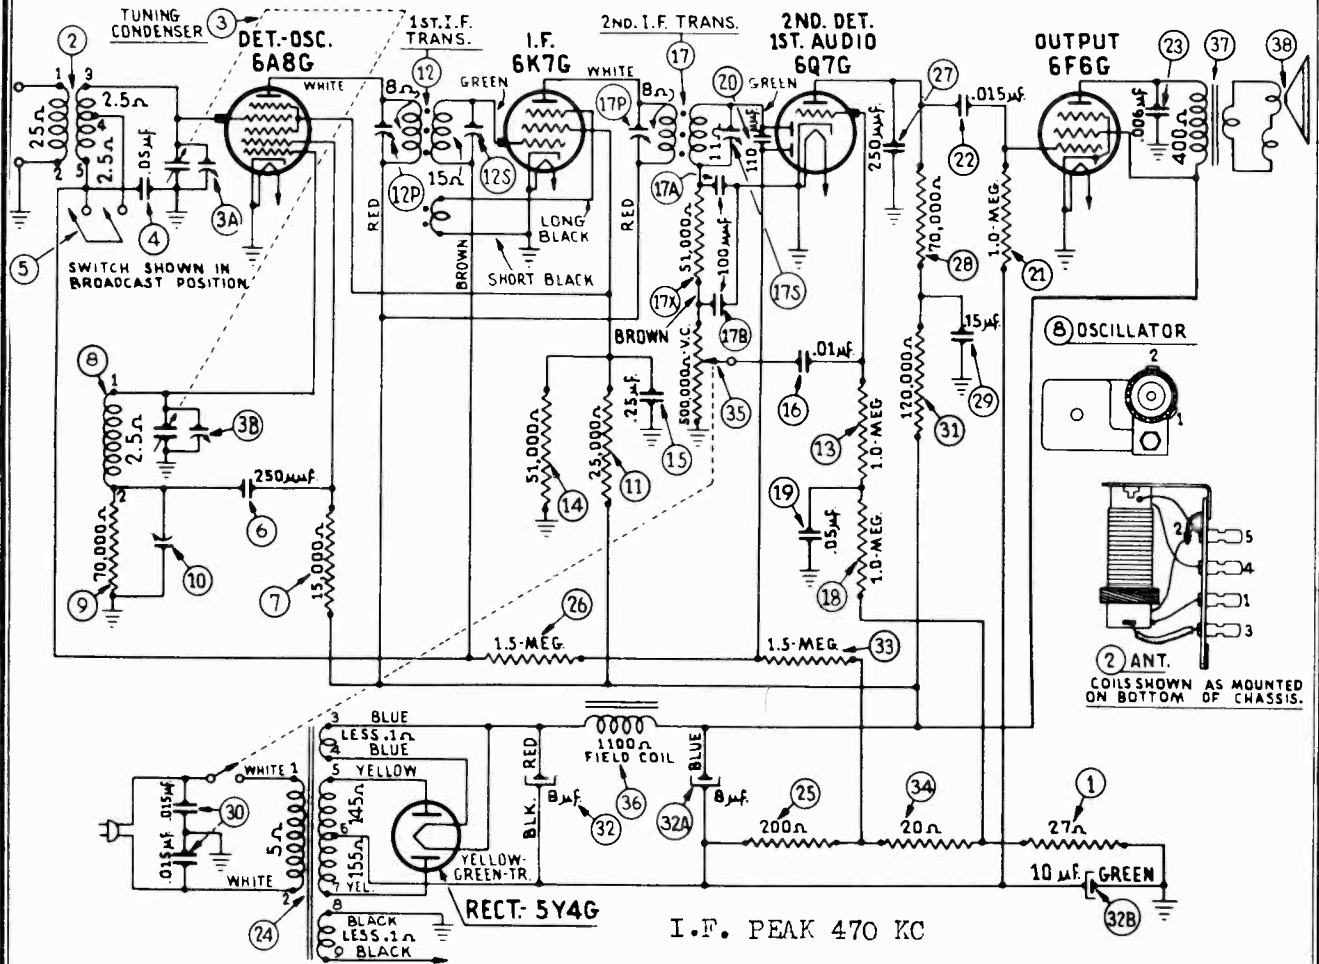 TUNING
CONDENSER
3
2
DET.-OSC.
6A8G
1ST. I.F.
TRANS.
12
I.F.
6K7G
2ND. I.F. TRANS.
17
2ND. DET.
1ST. AUDIO
6Q7G
OUTPUT
6F6G
23
37
38
1
3
WHITE
8Ω
GREEN
WHITE
8Ω
17P
20
GREEN
27
.015µf.
22
.006µf.
400Ω
25Ω
2.5Ω
4
2.5Ω
5
2
.05µf.
4
3A
12P
15Ω
12S
11Ω
110µµf.
250µµf.
17A
RED
BROWN
LONG
BLACK
SHORT BLACK
RED
51,000Ω
100µµf
17S
17X
17B
BROWN
70,000Ω
28
1.0-MEG.
21
5
SWITCH SHOWN IN
BROADCAST POSITION
.15µf.
29
8 OSCILLATOR
2
1
8
1
2.5Ω
3B
2
500,000Ω-V.C.
35
.01µf.
16
120,000Ω
31
.25µf.
15
51,000Ω
14
25,000Ω
11
13
1.0-MEG
250µµf.
6
19
.05µf.
18
1.0-MEG.
70,000Ω
9
10
7
15,000Ω
2
5
4
1
3
2 ANT.
COILS SHOWN AS MOUNTED
ON BOTTOM OF CHASSIS.
26
1.5-MEG.
1.5-MEG.
33
3
BLUE
LESS .1Ω
4
BLUE
5
YELLOW
1100Ω
FIELD COIL
36
RED
BLK.
8µf.
32
BLUE
32A
8µf.
25
200Ω
34
20Ω
1
27Ω
WHITE 1
.015µf.
30
.015µf.
5Ω
145Ω
6
155Ω
WHITE
2
7 YEL.
YELLOW-
GREEN-TR.
RECT.- 5Y4G
10 µf.
GREEN
32B
24
8
BLACK
LESS .1Ω
9 BLACK
I.F. PEAK 470 KC